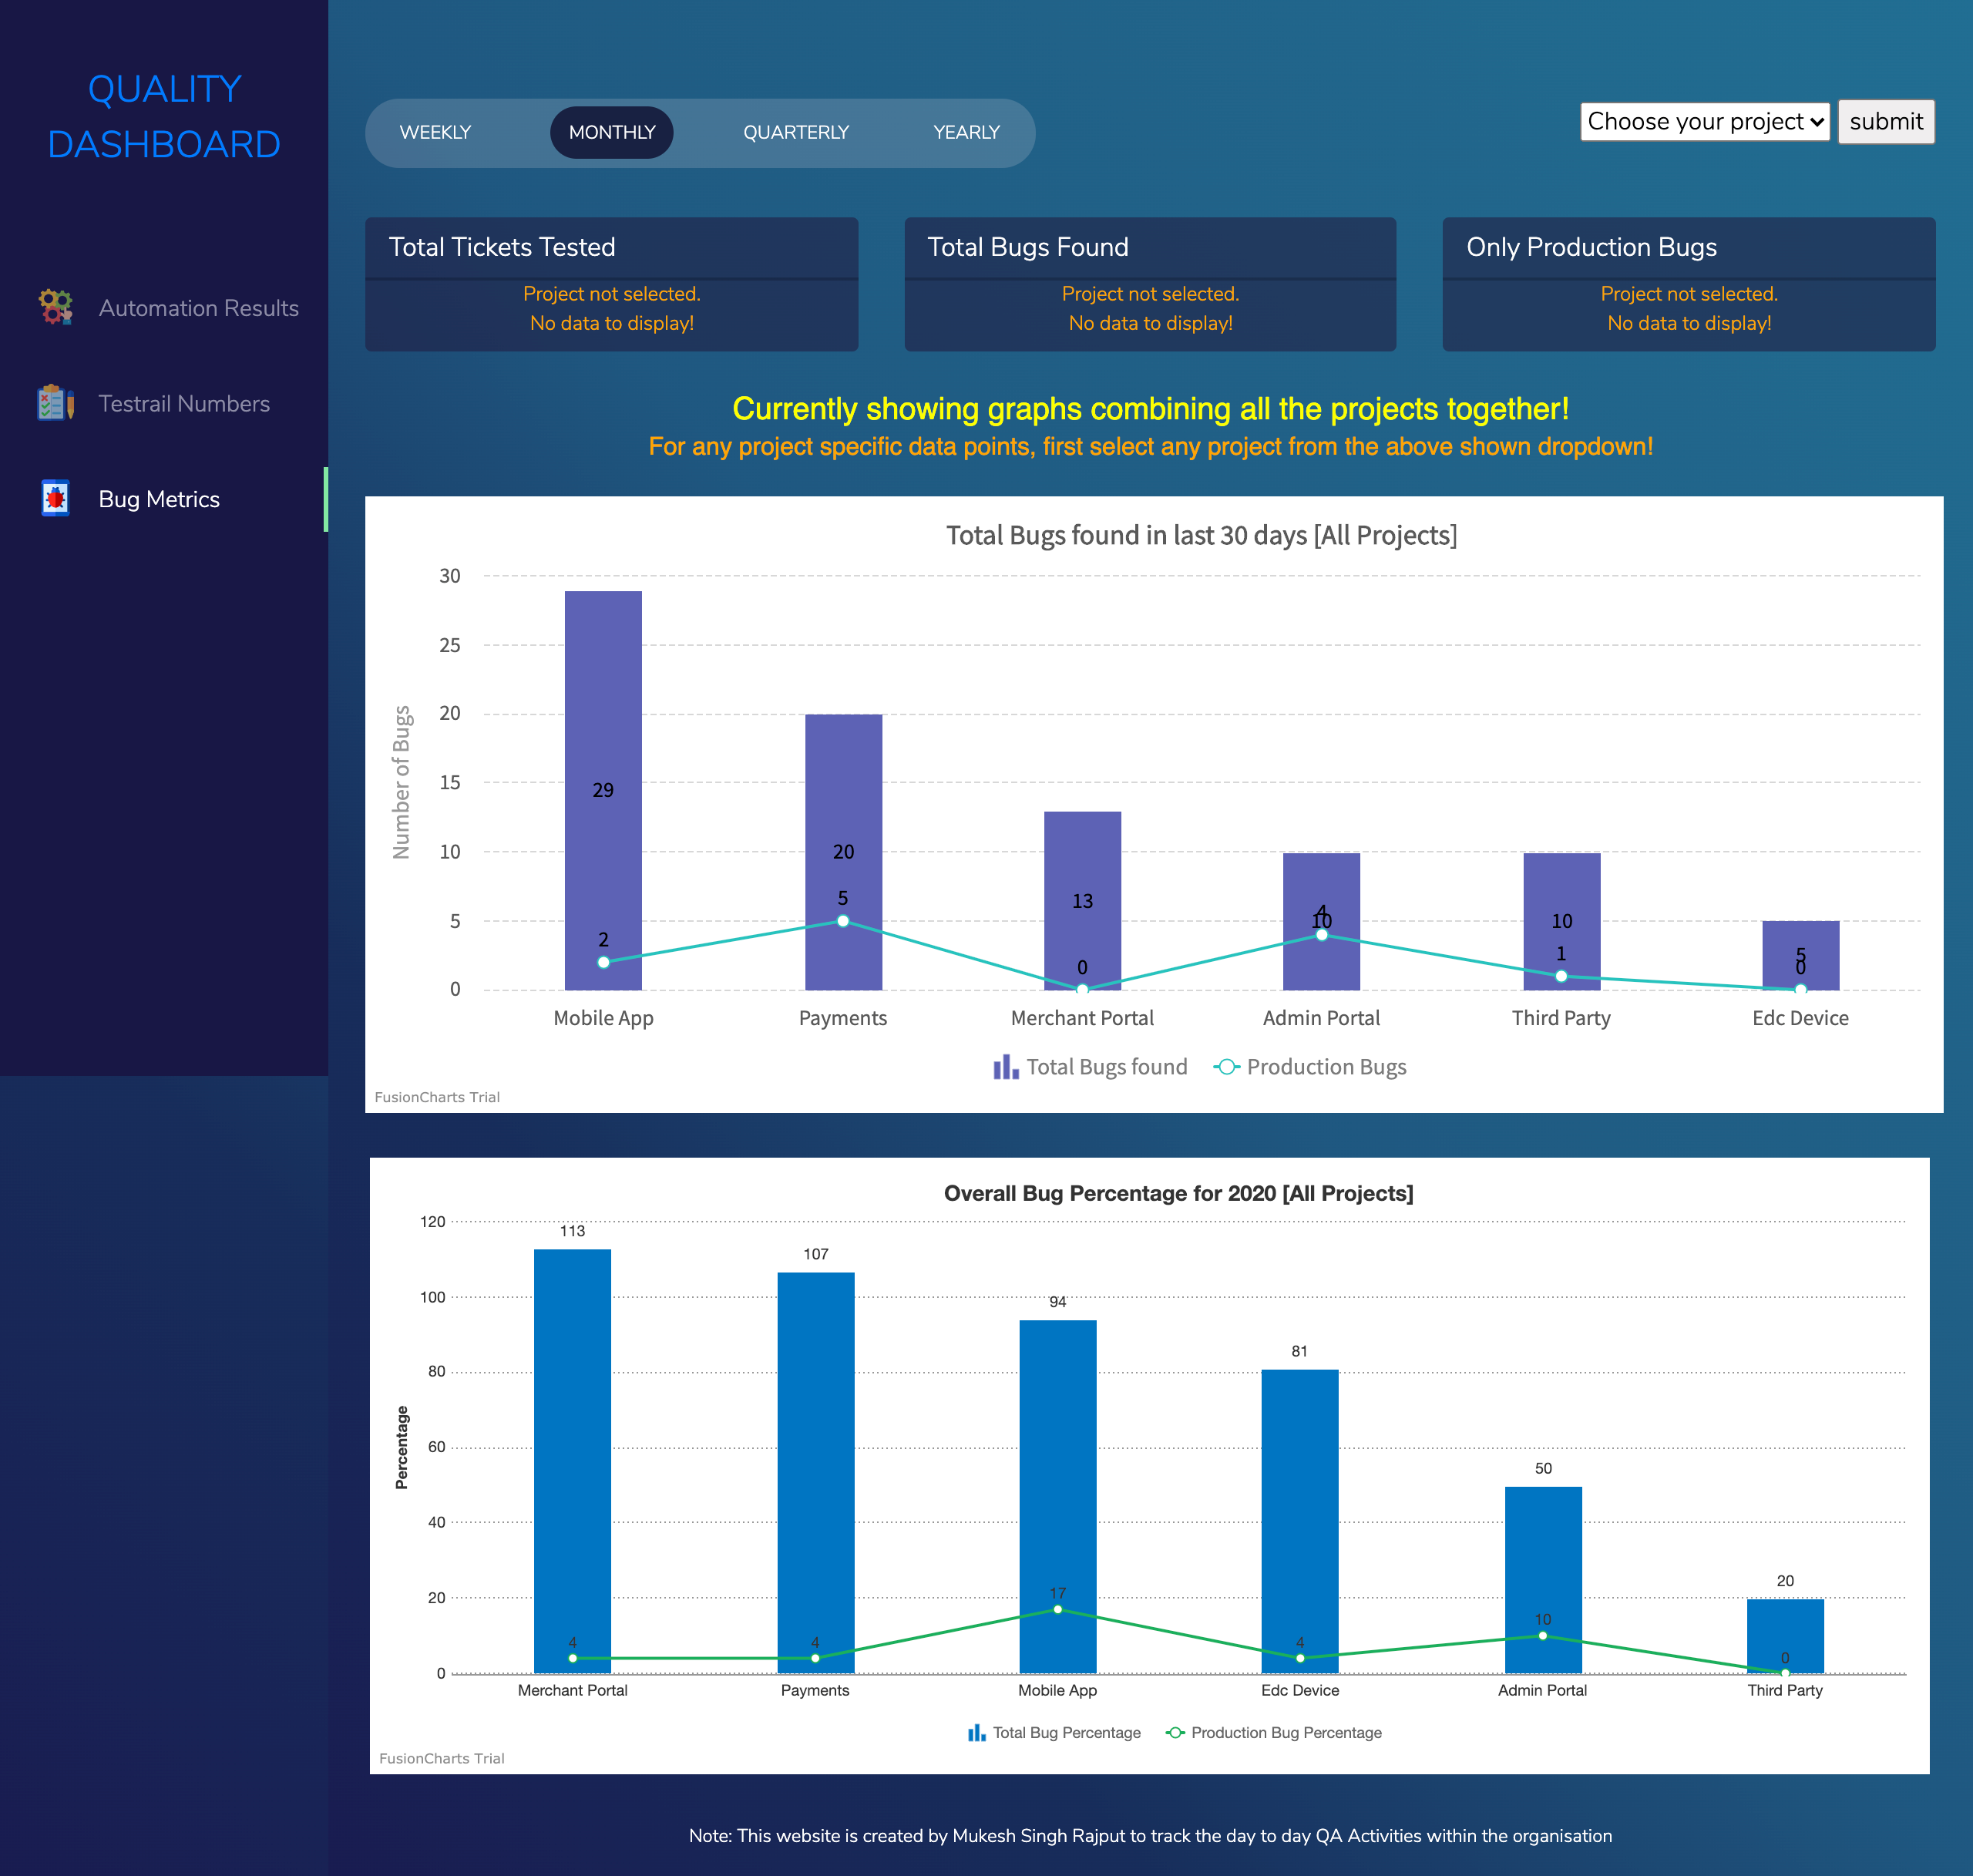 QUALITY
DASHBOARD
Automation Results
Testrail Numbers
Bug Metrics
WEEKLY MONTHLY QUARTERLY YEARLY
Choose your project submit
Total Tickets Tested
Project not selected.
No data to display!
Total Bugs Found
Project not selected.
No data to display!
Only Production Bugs
Project not selected.
No data to display!
Currently showing graphs combining all the projects together!
For any project specific data points, first select any project from the above shown dropdown!
Total Bugs found in last 30 days [All Projects]
Number of Bugs
30
25
20
15
10
5
0
29 20 13 10 10 5
2 5 0 4 1 0
Mobile App Payments Merchant Portal Admin Portal Third Party Edc Device
Total Bugs found Production Bugs
FusionCharts Trial
Overall Bug Percentage for 2020 [All Projects]
Percentage
120
100
80
60
40
20
0
113 107 94 81 50 20
4 4 17 4 10 0
Merchant Portal Payments Mobile App Edc Device Admin Portal Third Party
Total Bug Percentage Production Bug Percentage
FusionCharts Trial
Note: This website is created by Mukesh Singh Rajput to track the day to day QA Activities within the organisation